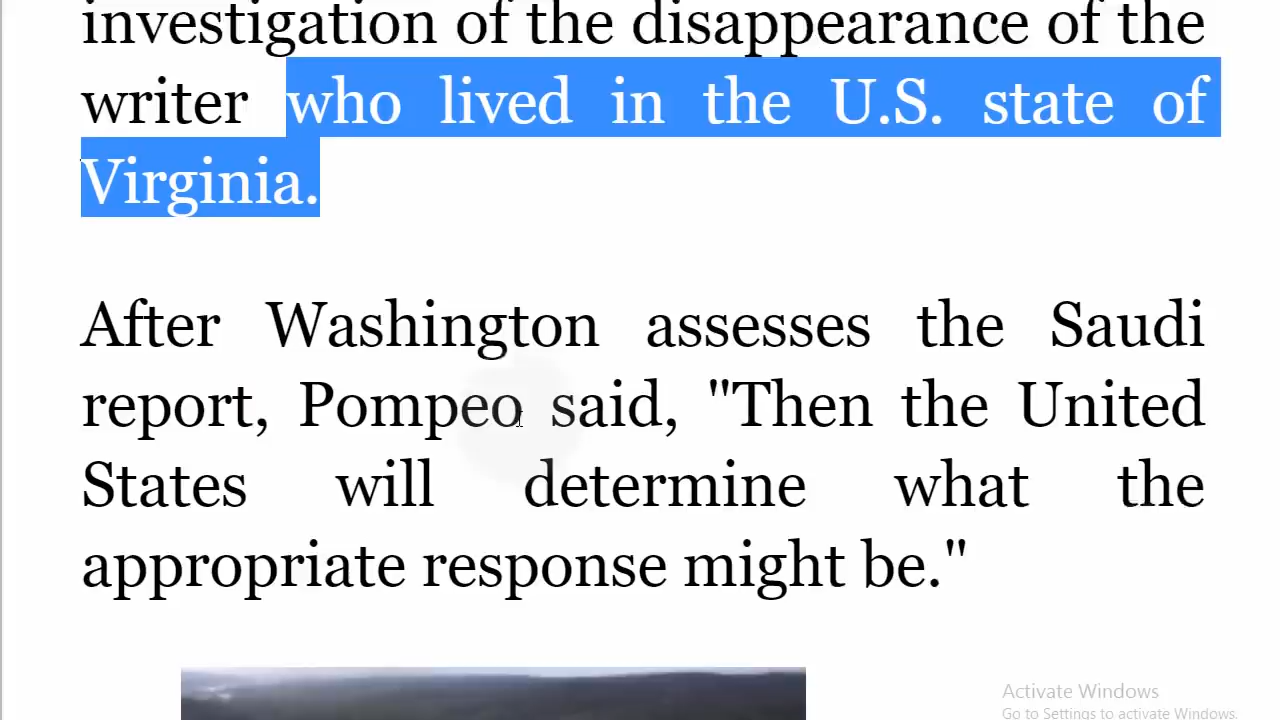 investigation of the disappearance of the
writer who lived in the U.S. state of
Virginia.
After Washington assesses the Saudi
report, Pompeo said, "Then the United
States will determine what the
appropriate response might be."
Activate Windows
Go to Settings to activate Windows.